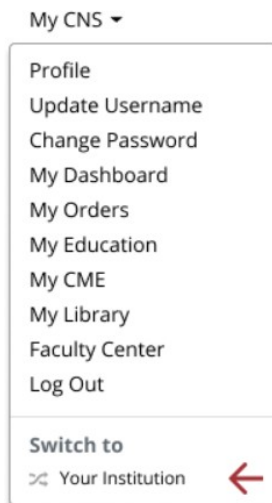 My CNS
Profile
Update Username
Change Password
My Dashboard
My Orders
My Education
My CME
My Library
Faculty Center
Log Out
Switch to
Your Institution